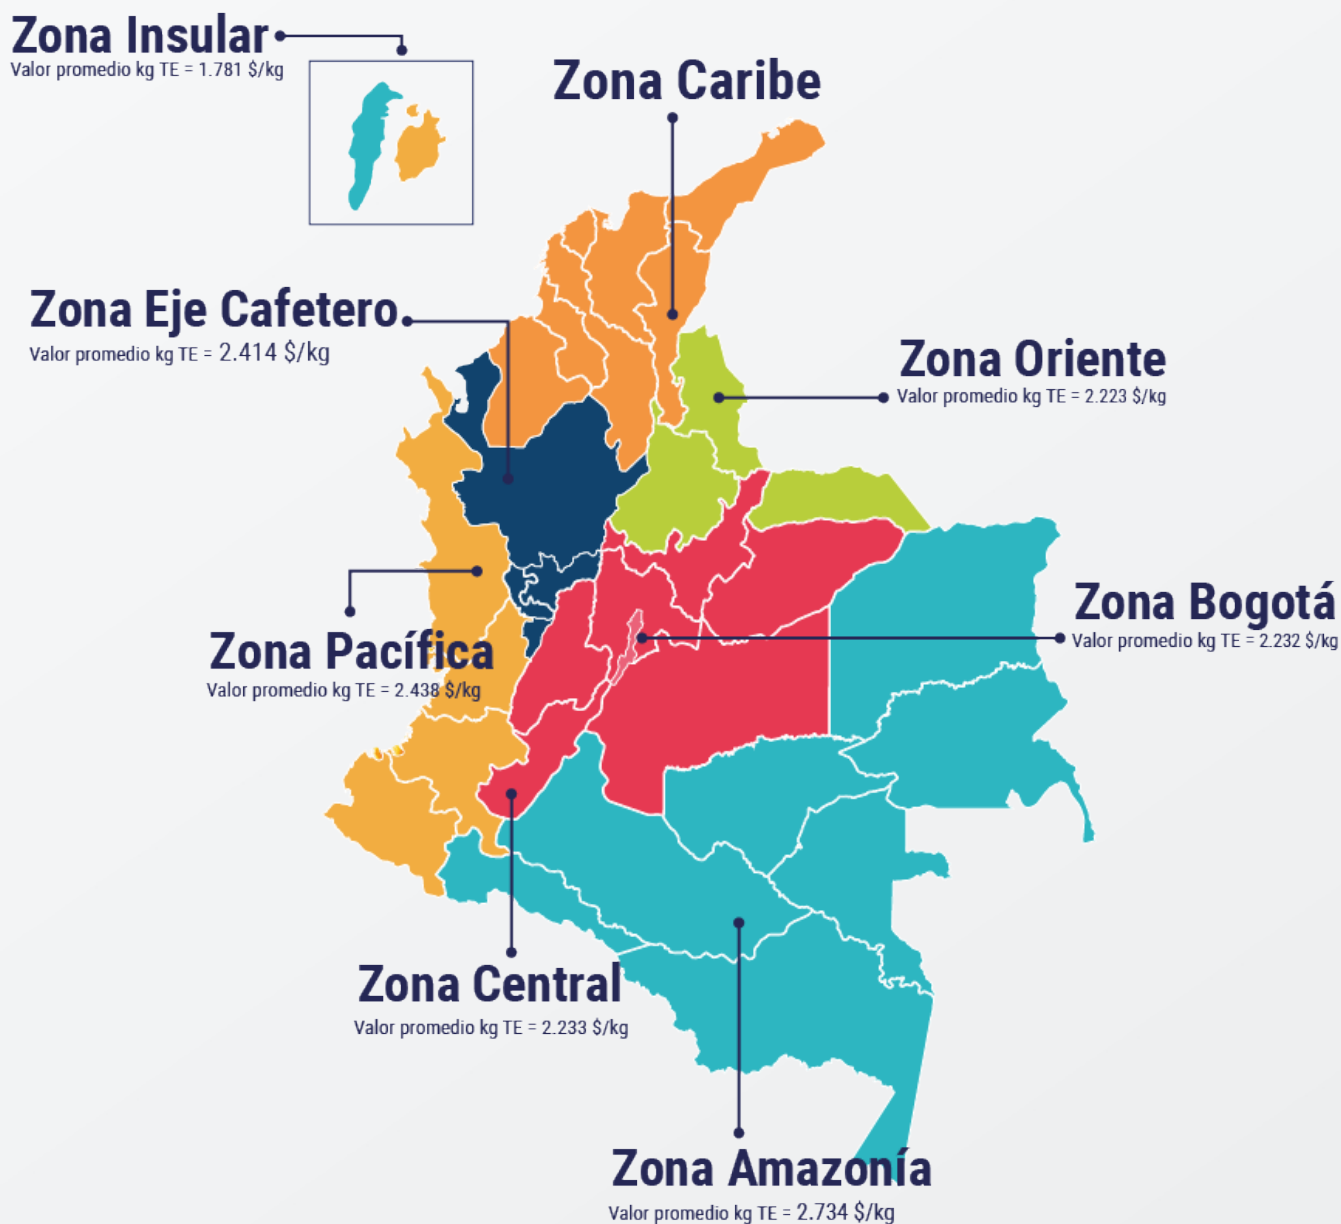 Zona Insular
Valor promedio kg TE = 1.781 $/kg
Zona Caribe
Zona Eje Cafetero
Valor promedio kg TE = 2.414 $/kg
Zona Oriente
Valor promedio kg TE = 2.223 $/kg
Zona Bogotá
Valor promedio kg TE = 2.232 $/kg
Zona Pacífica
Valor promedio kg TE = 2.438 $/kg
Zona Central
Valor promedio kg TE = 2.233 $/kg
Zona Amazonía
Valor promedio kg TE = 2.734 $/kg